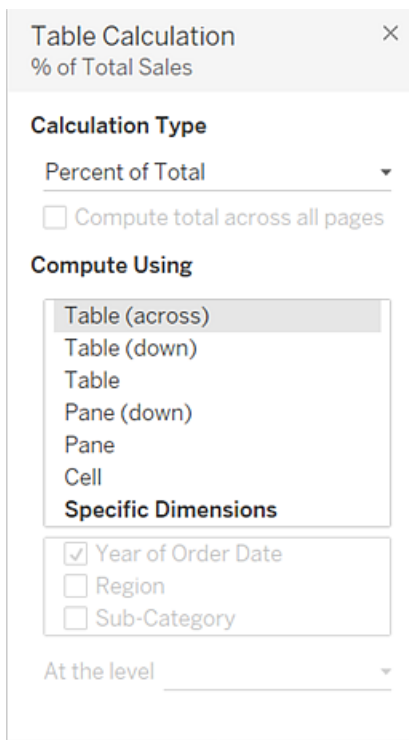 Table Calculation
% of Total Sales
Calculation Type
Percent of Total
Compute total across all pages
Compute Using
Table (across)
Table (down)
Table
Pane (down)
Pane
Cell
Specific Dimensions
Year of Order Date
Region
Sub-Category
At the level